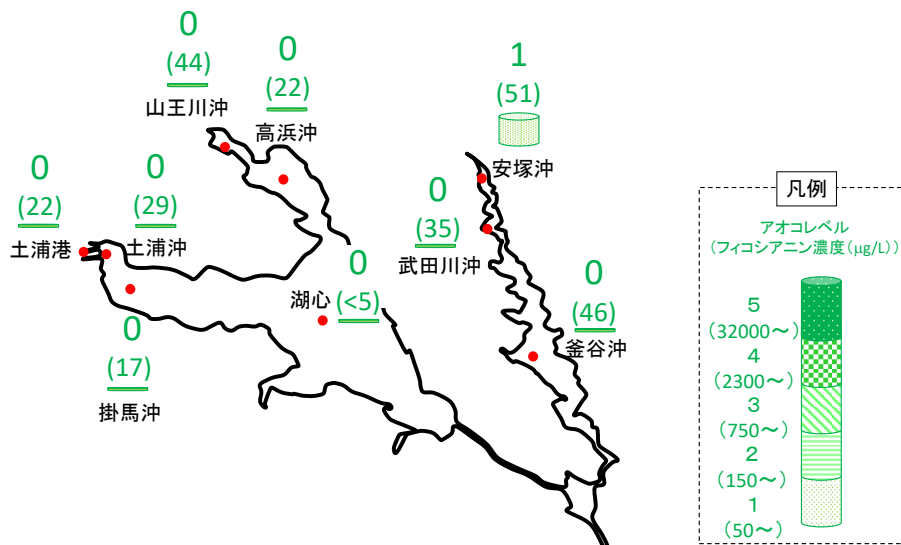 0
(44)
山王川沖
0
(22)
高浜沖
1
(51)
安塚沖
0
(22)
土浦港
0
(29)
土浦沖
0
(35)
武田川沖
0
(<5)
湖心
0
(46)
釜谷沖
0
(17)
掛馬沖
凡例
アオコレベル
(フィコシアニン濃度(μg/L))
5
(32000～)
4
(2300～)
3
(750～)
2
(150～)
1
(50～)